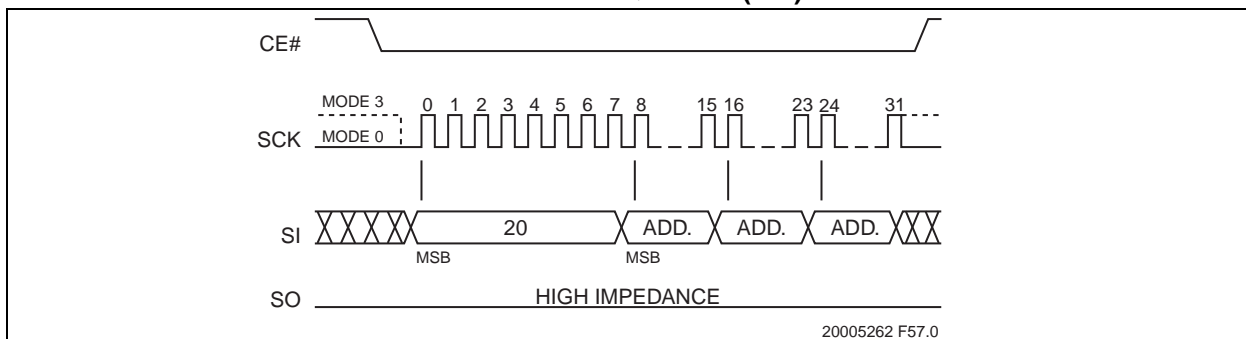 CE#
MODE 3
0 1 2 3 4 5 6 7 8 15 16 23 24 31
SCK
MODE 0
SI
20 ADD. ADD. ADD.
MSB MSB
SO
HIGH IMPEDANCE
20005262 F57.0